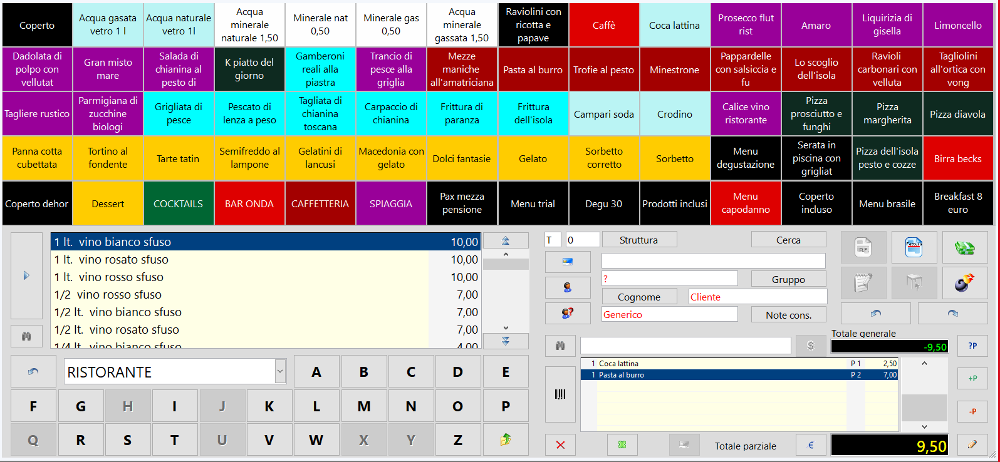 Coperto
Acqua gasata
vetro 1 l
Acqua naturale
vetro 1l
Acqua
minerale
naturale 1,50
Minerale nat
0,50
Minerale gas
0,50
Acqua
minerale
gassata 1,50
Raviolini con
ricotta e
papave
Caffè
Coca lattina
Prosecco flut
rist
Amaro
Liquirizia di
gisella
Limoncello
Dadolata di
polpo con
vellutat
Gran misto
mare
Salada di
chianina al
pesto di
K piatto del
giorno
Gamberoni
reali alla
piastra
Trancio di
pesce alla
griglia
Mezze
maniche
all'amatriciana
Pasta al burro
Trofie al pesto
Minestrone
Pappardelle
con salsiccia e
fu
Lo scoglio
dell'isola
Ravioli
carbonari con
velluta
Tagliolini
all'ortica con
vong
Tagliere rustico
Parmigiana di
zucchine
biologi
Grigliata di
pesce
Pescato di
lenza a peso
Tagliata di
chianina
toscana
Carpaccio di
chianina
Frittura di
paranza
Frittura
dell'isola
Campari soda
Crodino
Calice vino
ristorante
Pizza
prosciutto e
funghi
Pizza
margherita
Pizza diavola
Panna cotta
cubettata
Tortino al
fondente
Tarte tatin
Semifreddo al
lampone
Gelatini di
lancusi
Macedonia con
gelato
Dolci fantasie
Gelato
Sorbetto
corretto
Sorbetto
Menu
degustazione
Serata in
piscina con
grigliat
Pizza dell'isola
pesto e cozze
Birra becks
Coperto dehor
Dessert
COCKTAILS
BAR ONDA
CAFFETTERIA
SPIAGGIA
Pax mezza
pensione
Menu trial
Degu 30
Prodotti inclusi
Menu
capodanno
Coperto
incluso
Menu brasile
Breakfast 8
euro
1 lt.  vino bianco sfuso 10,00
1 lt.  vino rosato sfuso 10,00
1 lt.  vino rosso sfuso 10,00
1/2  vino rosso sfuso 7,00
1/2 lt.  vino bianco sfuso 7,00
1/2 lt.  vino rosato sfuso 7,00
1/4 lt.  vino bianco sfuso 4,00
RISTORANTE
A B C D E
F G H I J K L M N O P
Q R S T U V W X Y Z
T 0 Struttura Cerca
? Gruppo
Cognome Cliente
Generico Note cons.
R.F.
Fattura
Totale generale
$ -9,50 ?P
1 Coca lattina P 1 2,50
1 Pasta al burro P 2 7,00
+P
-P
Totale parziale € 9,50